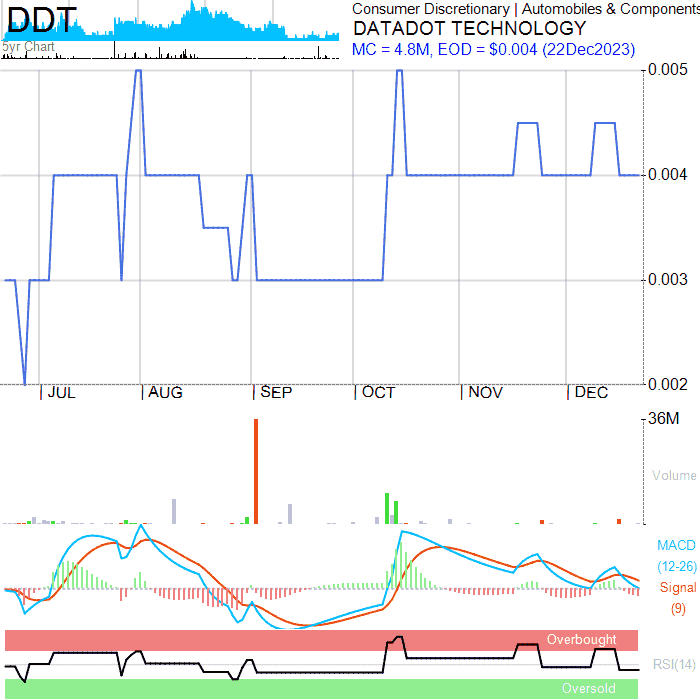 DDT
5yr Chart
Consumer Discretionary | Automobiles & Components
DATADOT TECHNOLOGY
MC = 4.8M, EOD = $0.004 (22Dec2023)
0.005
0.004
0.003
0.002
JUL AUG SEP OCT NOV DEC
36M
Volume
MACD
(12-26)
Signal
(9)
Overbought
RSI(14)
Oversold